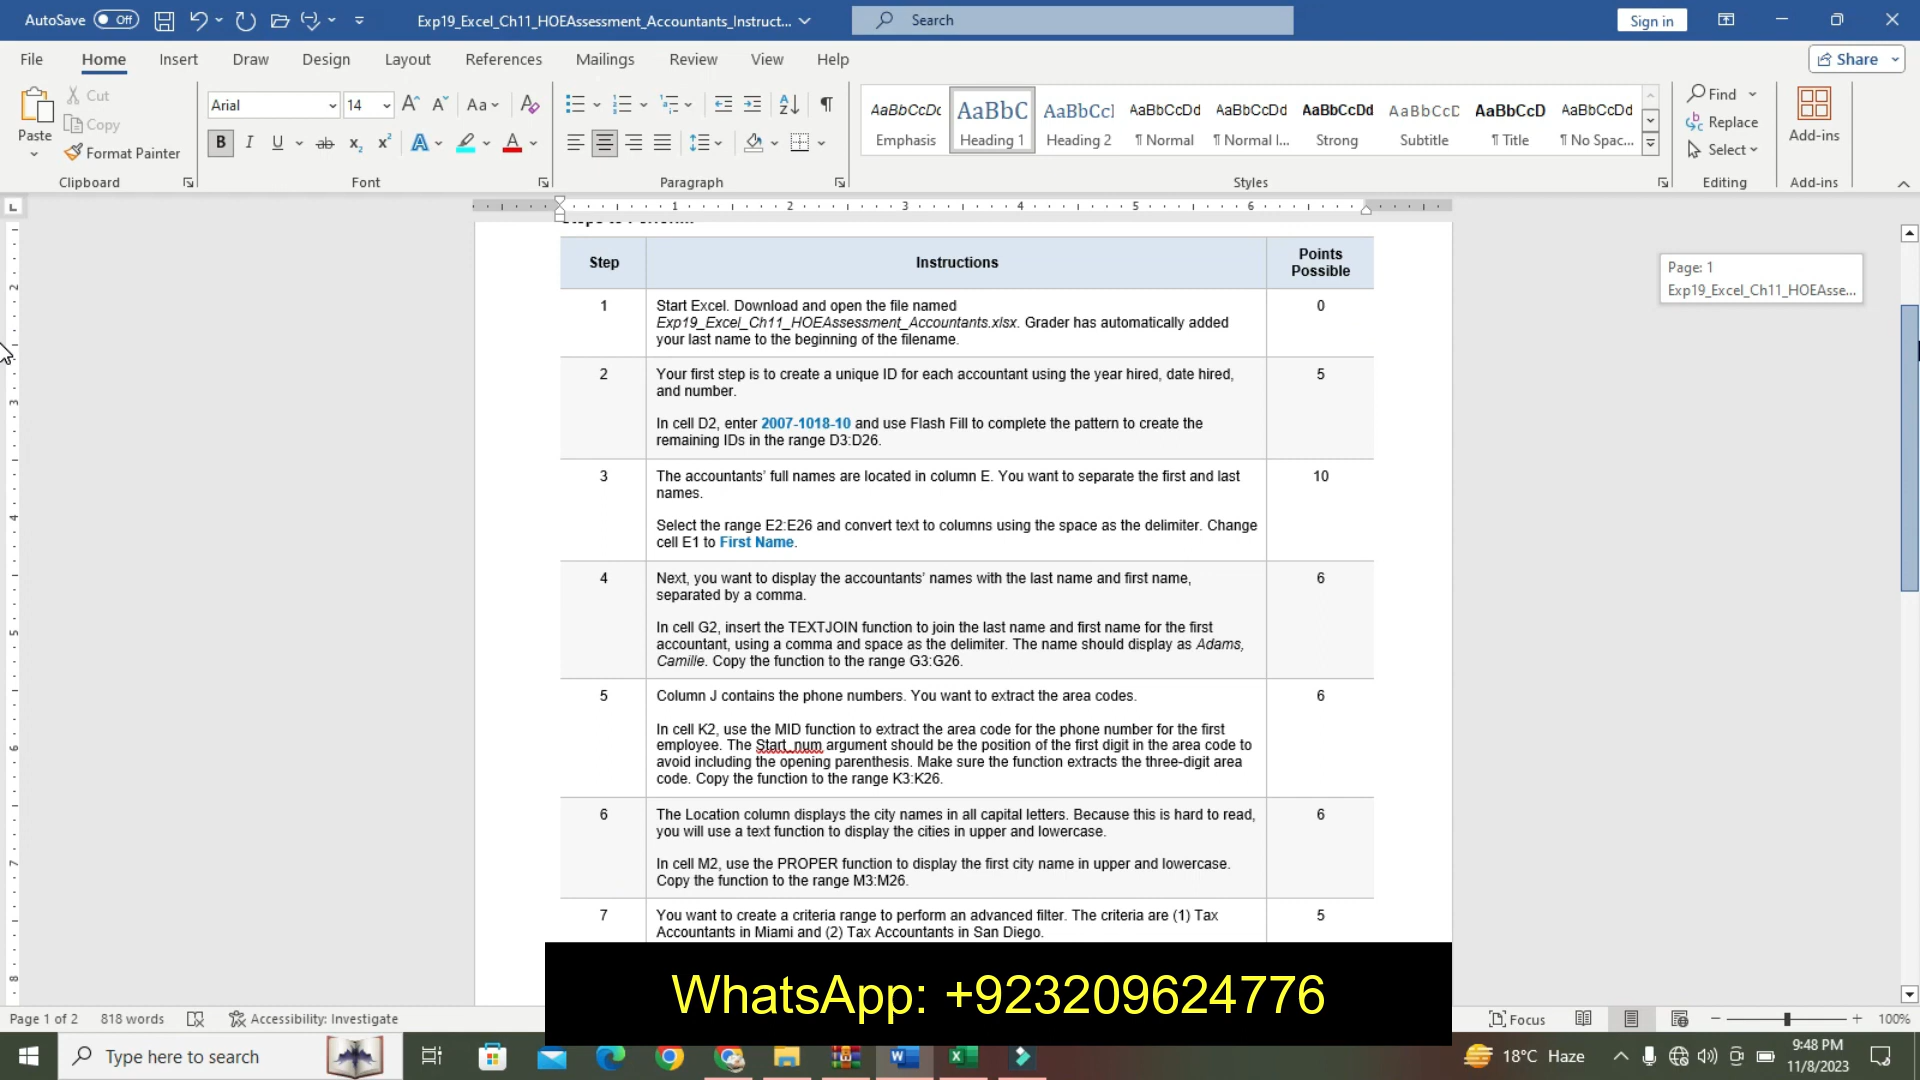 AutoSave Off Exp19_Excel_Ch11_HOEAssessment_Accountants_Instruct... Search Sign in
File Home Insert Draw Design Layout References Mailings Review View Help Share
Paste Cut Copy Format Painter
Arial 14
AaBbCcDc AaBbC AaBbCcI AaBbCcDd AaBbCcDd AaBbCcDd AaBbCcC AaBbCcD AaBbCcDd
Emphasis Heading 1 Heading 2 ¶ Normal ¶ Normal I... Strong Subtitle ¶ Title ¶ No Spac...
Find Replace Select Add-ins
Clipboard Font Paragraph Styles Editing Add-ins
Page: 1
Exp19_Excel_Ch11_HOEAsse...
Step Instructions Points Possible
1 Start Excel. Download and open the file named 0
Exp19_Excel_Ch11_HOEAssessment_Accountants.xlsx. Grader has automatically added
your last name to the beginning of the filename.
2 Your first step is to create a unique ID for each accountant using the year hired, date hired, 5
and number.
In cell D2, enter 2007-1018-10 and use Flash Fill to complete the pattern to create the
remaining IDs in the range D3:D26.
3 The accountants' full names are located in column E. You want to separate the first and last 10
names.
Select the range E2:E26 and convert text to columns using the space as the delimiter. Change
cell E1 to First Name.
4 Next, you want to display the accountants' names with the last name and first name, 6
separated by a comma.
In cell G2, insert the TEXTJOIN function to join the last name and first name for the first
accountant, using a comma and space as the delimiter. The name should display as Adams,
Camille. Copy the function to the range G3:G26.
5 Column J contains the phone numbers. You want to extract the area codes. 6
In cell K2, use the MID function to extract the area code for the phone number for the first
employee. The Start_num argument should be the position of the first digit in the area code to
avoid including the opening parenthesis. Make sure the function extracts the three-digit area
code. Copy the function to the range K3:K26.
6 The Location column displays the city names in all capital letters. Because this is hard to read, 6
you will use a text function to display the cities in upper and lowercase.
In cell M2, use the PROPER function to display the first city name in upper and lowercase.
Copy the function to the range M3:M26.
7 You want to create a criteria range to perform an advanced filter. The criteria are (1) Tax 5
Accountants in Miami and (2) Tax Accountants in San Diego.
WhatsApp: +923209624776
Page 1 of 2 818 words Accessibility: Investigate Focus 100%
Type here to search 18°C Haze 9:48 PM
11/8/2023